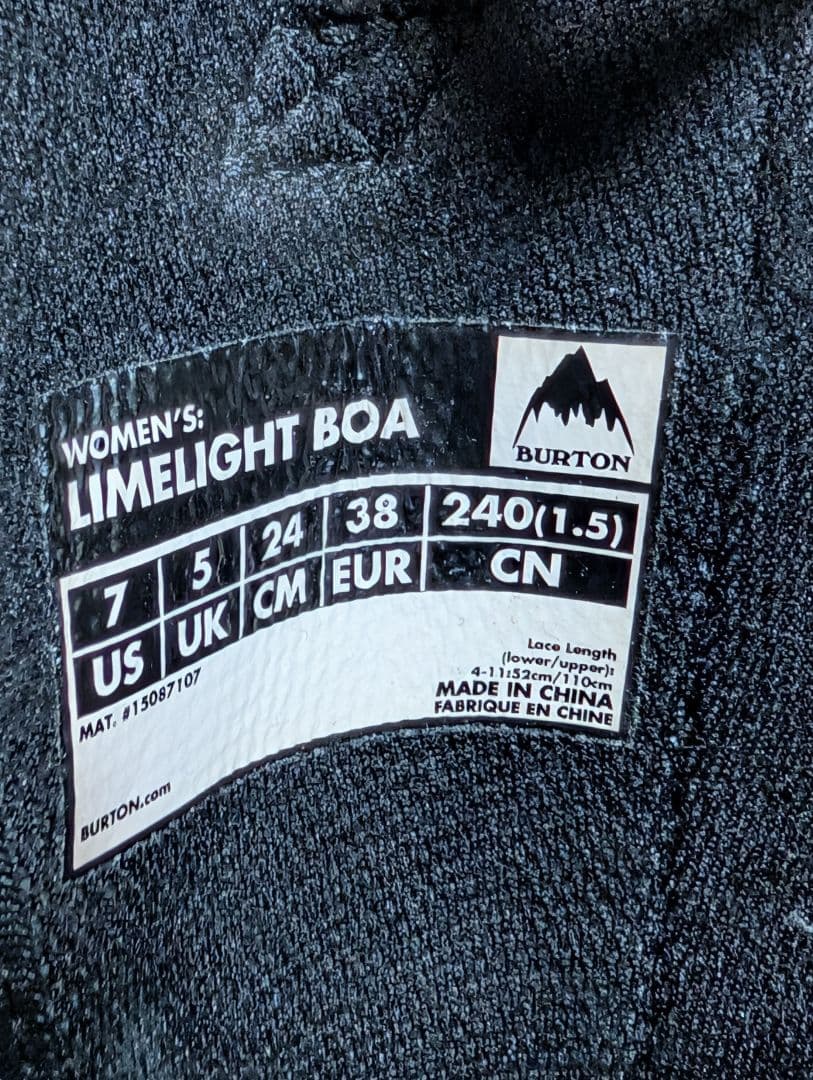 WOMEN'S:
LIMELIGHT BOA
BURTON
7 5 24 38 240(1.5)
US UK CM EUR CN
MAT. #15087107
Lace Length
(lower/upper):
4-11:52cm/110cm
MADE IN CHINA
FABRIQUE EN CHINE
BURTON.com